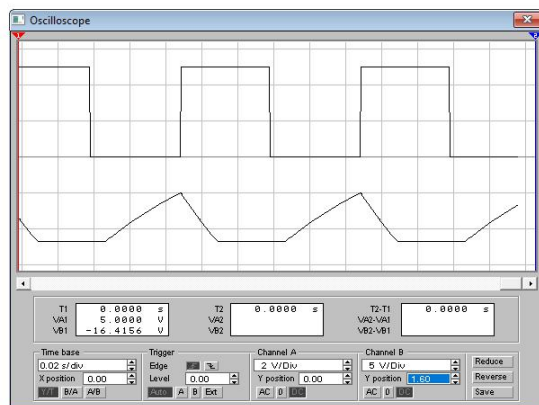 Oscilloscope
1 2
T1 0.0000 s T2 0.0000 s T2-T1
VA1 5.0000 V VA2 VA2-VA1
VB1 -16.4156 V VB2 VB2-VB1
Time base Trigger Channel A Channel B
0.02 s/div Edge 2 V/Div 5 V/Div Reduce
X position 0.00 Level 0.00 Y position 0.00 Y position 1.60 Reverse
Y/T B/A A/B Auto A B Ext AC 0 DC AC 0 DC Save